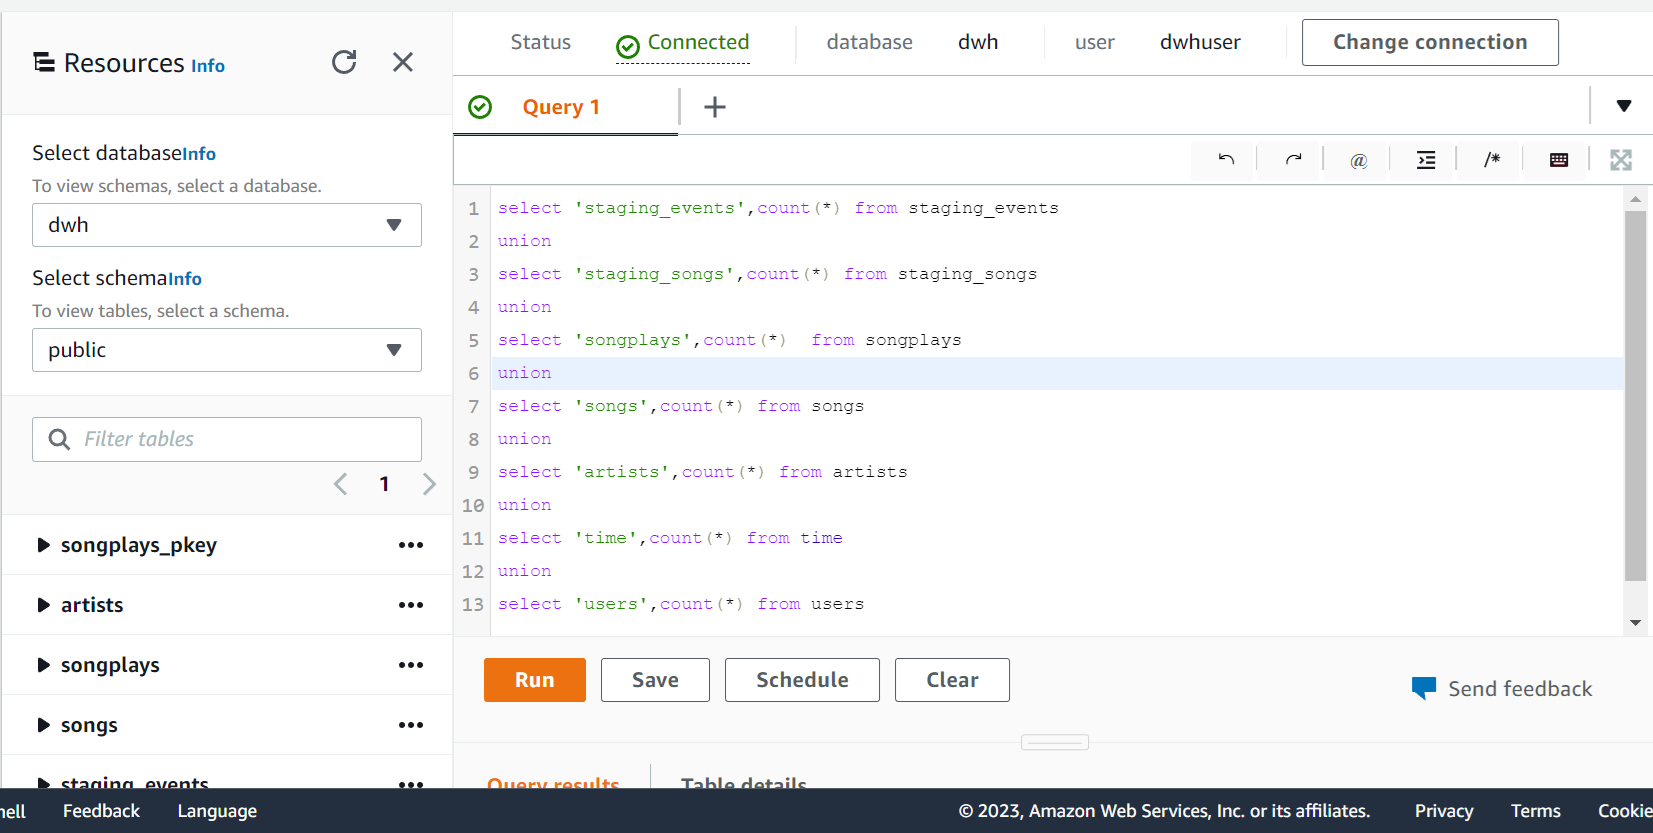 Resources Info
Status Connected database dwh user dwhuser Change connection
Query 1
Select databaseInfo
To view schemas, select a database.
dwh
Select schemaInfo
To view tables, select a schema.
public
Filter tables
1
songplays_pkey
artists
songplays
songs
staging_events
@ /*
1 select 'staging_events',count(*) from staging_events
2 union
3 select 'staging_songs',count(*) from staging_songs
4 union
5 select 'songplays',count(*)  from songplays
6 union
7 select 'songs',count(*) from songs
8 union
9 select 'artists',count(*) from artists
10 union
11 select 'time',count(*) from time
12 union
13 select 'users',count(*) from users
Run Save Schedule Clear
Send feedback
Query results Table details
Feedback Language © 2023, Amazon Web Services, Inc. or its affiliates. Privacy Terms Cookie